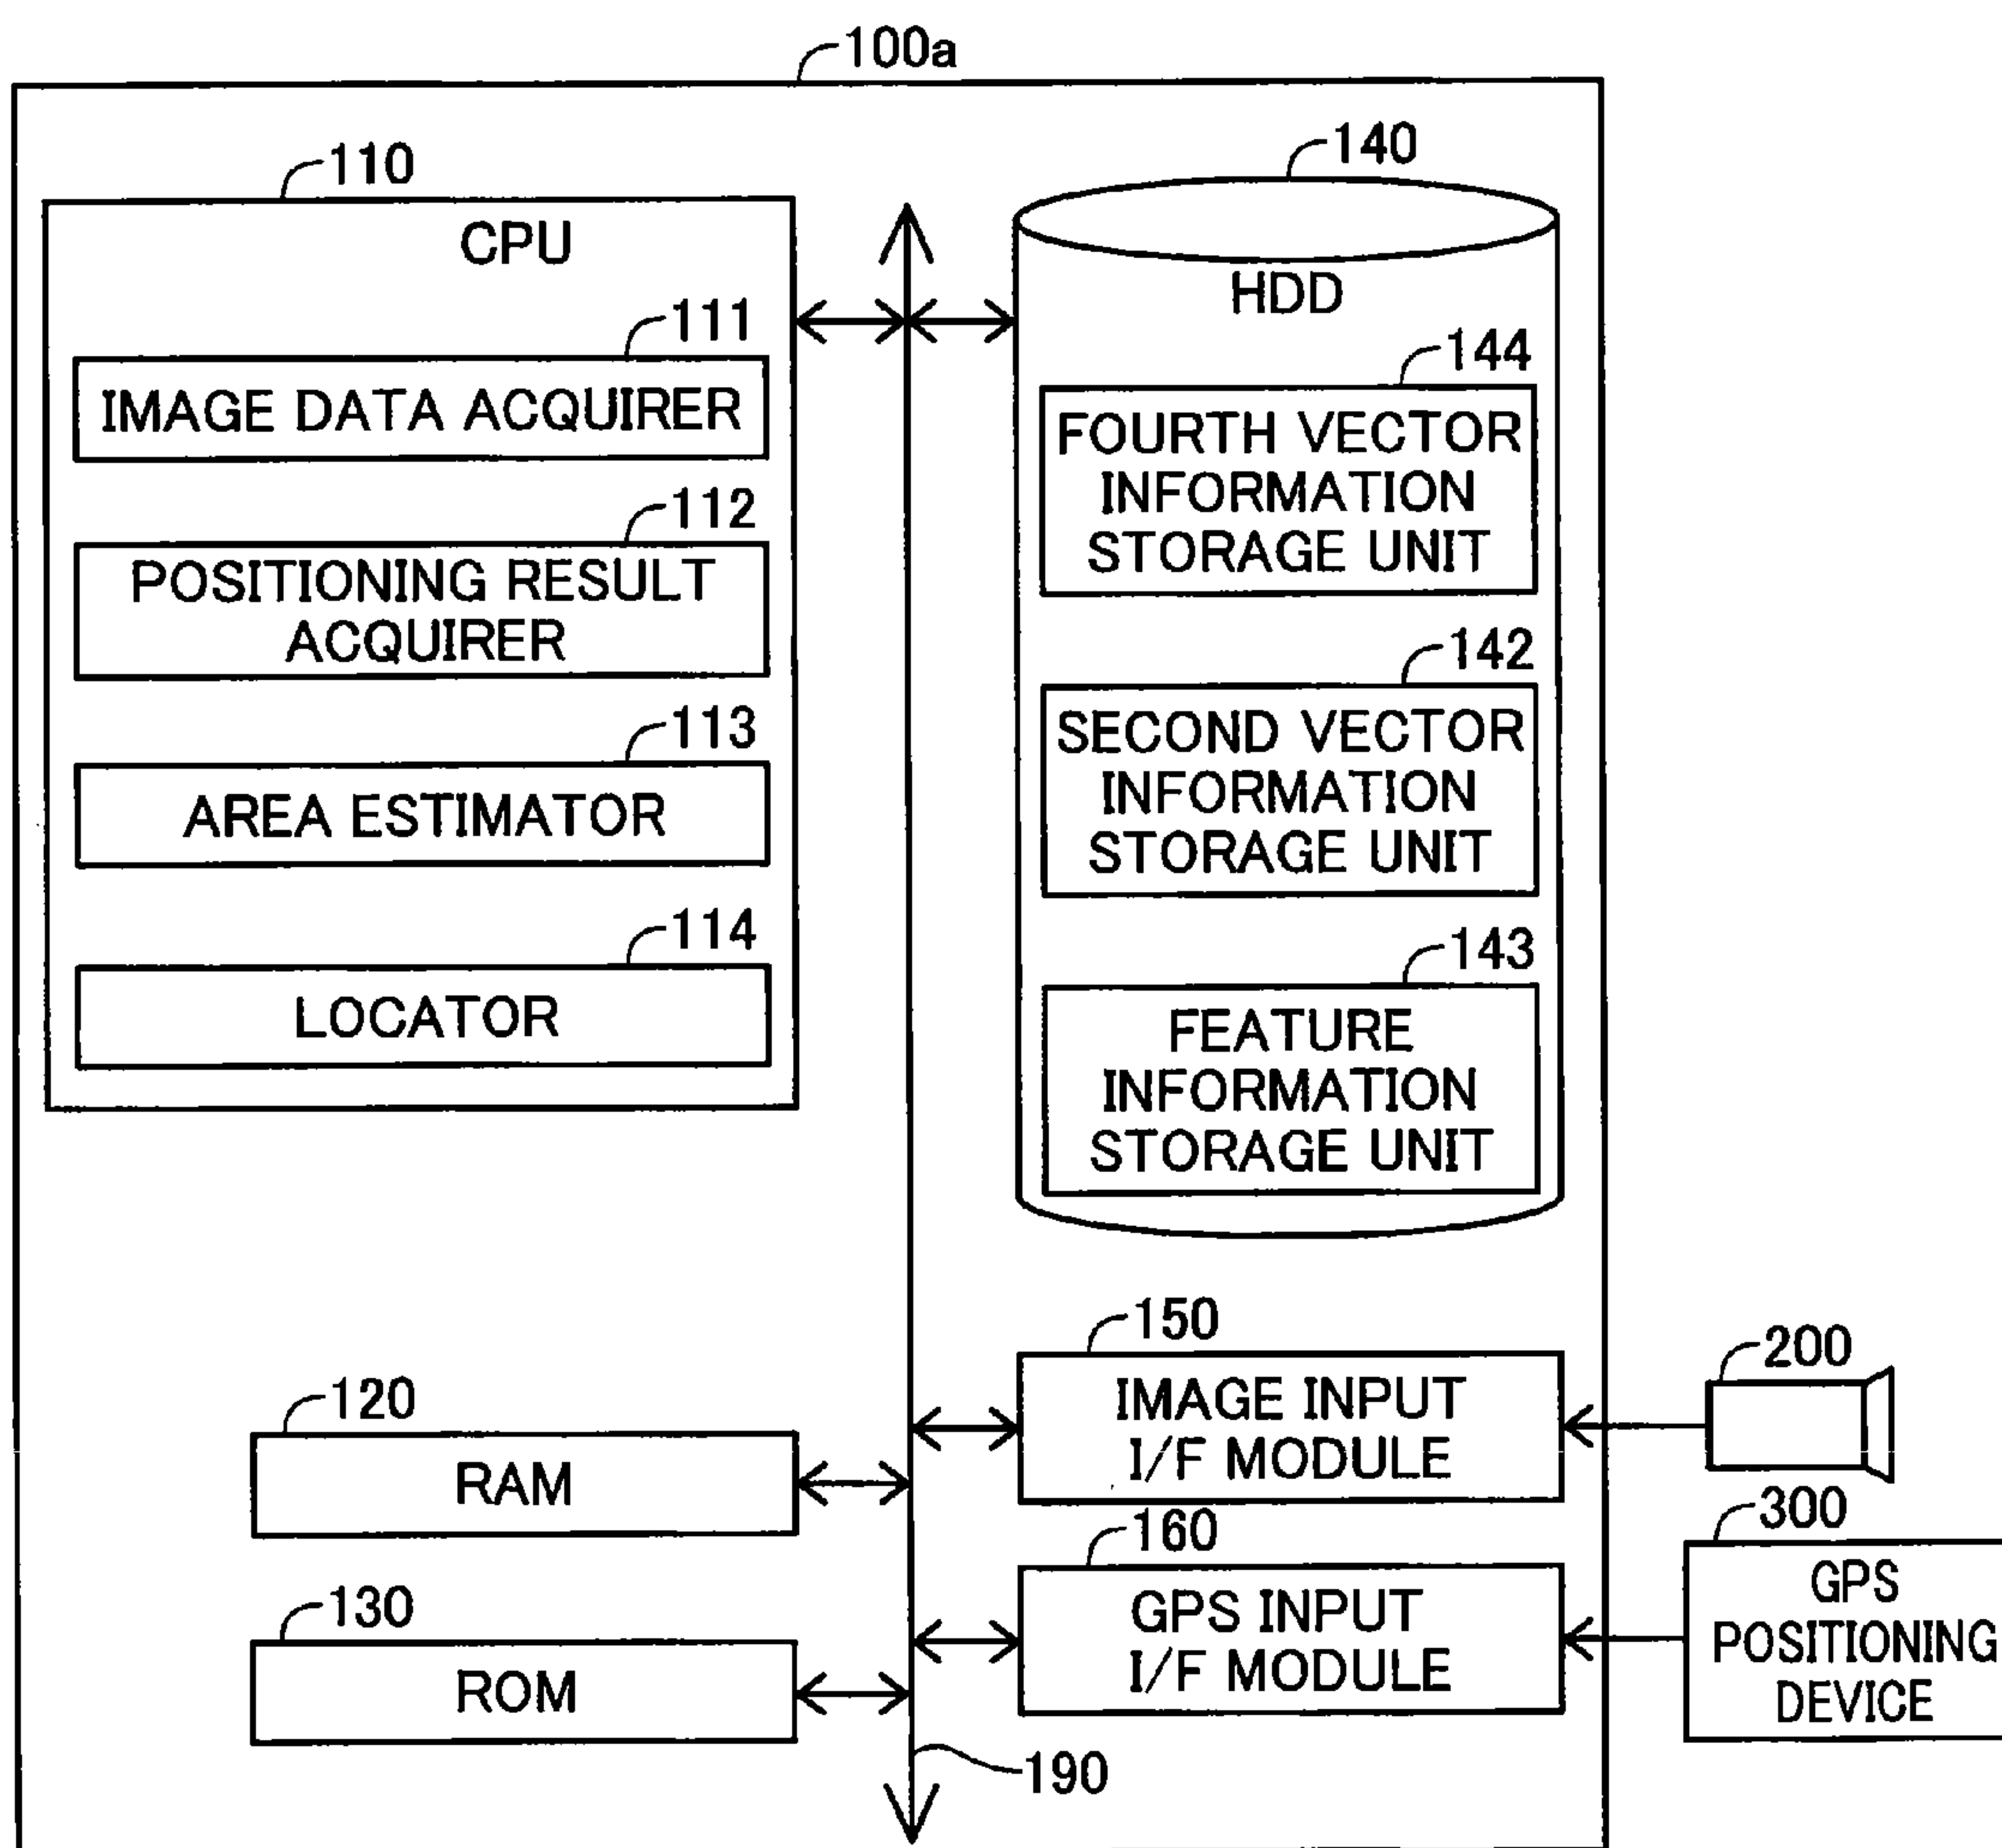 100a
110
CPU
111
IMAGE DATA ACQUIRER
112
POSITIONING RESULT
ACQUIRER
113
AREA ESTIMATOR
114
LOCATOR
140
HDD
144
FOURTH VECTOR
INFORMATION
STORAGE UNIT
142
SECOND VECTOR
INFORMATION
STORAGE UNIT
143
FEATURE
INFORMATION
STORAGE UNIT
120
RAM
130
ROM
150
IMAGE INPUT
I/F MODULE
160
GPS INPUT
I/F MODULE
190
200
300
GPS
POSITIONING
DEVICE